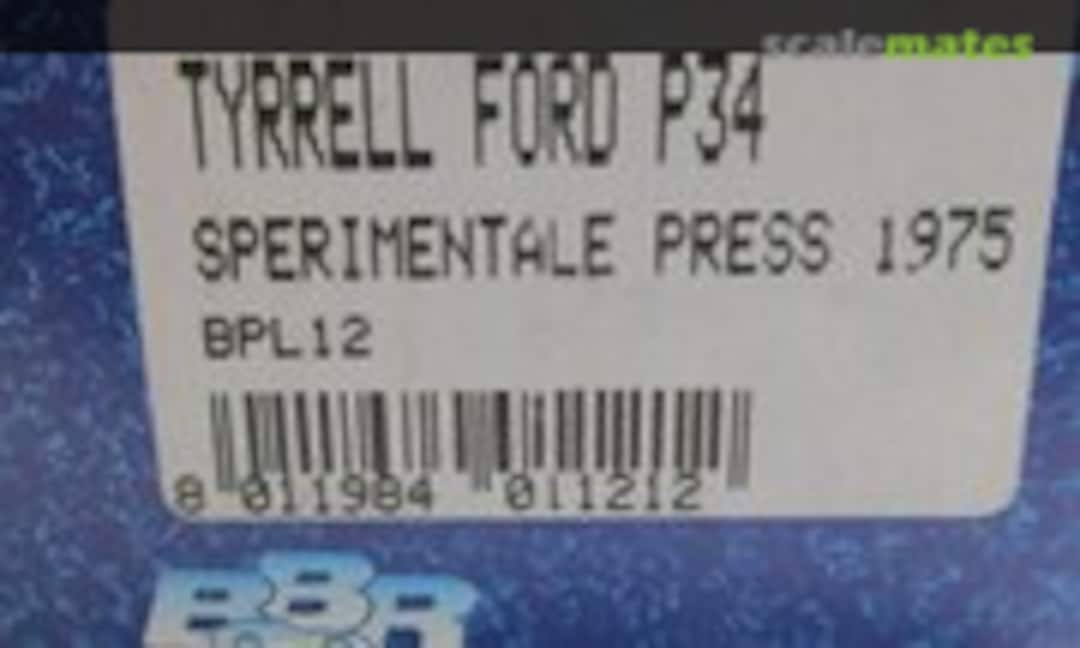 scalemates
TYRRELL FORD P34
SPERIMENTALE PRESS 1975
BPL12
8 011984 011212
BBR